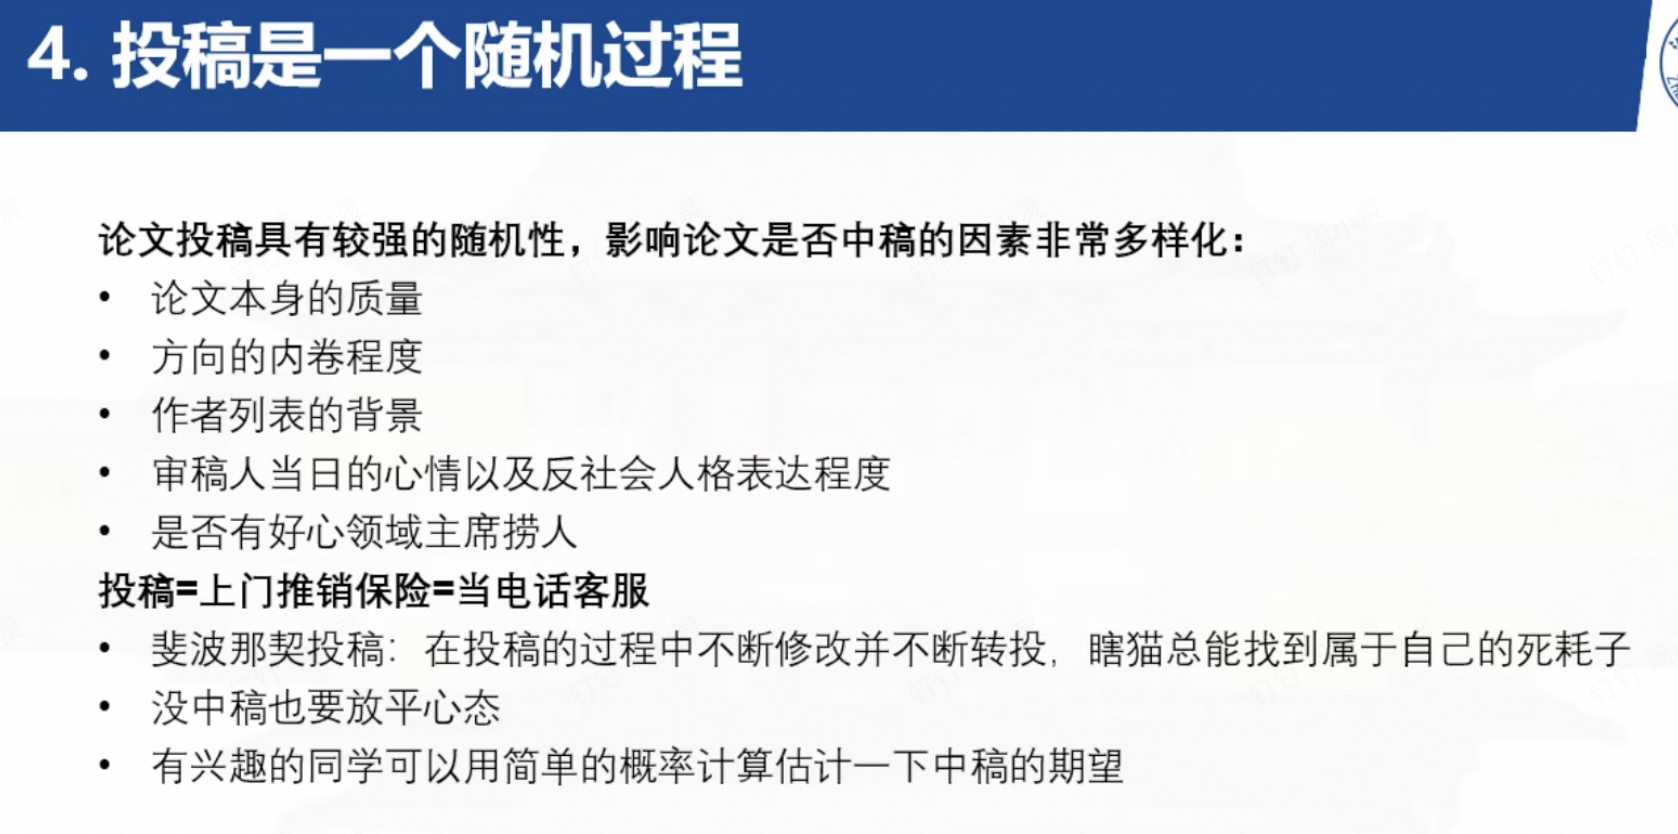 4. 投稿是一个随机过程
论文投稿具有较强的随机性，影响论文是否中稿的因素非常多样化：
• 论文本身的质量
• 方向的内卷程度
• 作者列表的背景
• 审稿人当日的心情以及反社会人格表达程度
• 是否有好心领域主席捞人
投稿=上门推销保险=当电话客服
• 斐波那契投稿：在投稿的过程中不断修改并不断转投，瞎猫总能找到属于自己的死耗子
• 没中稿也要放平心态
• 有兴趣的同学可以用简单的概率计算估计一下中稿的期望